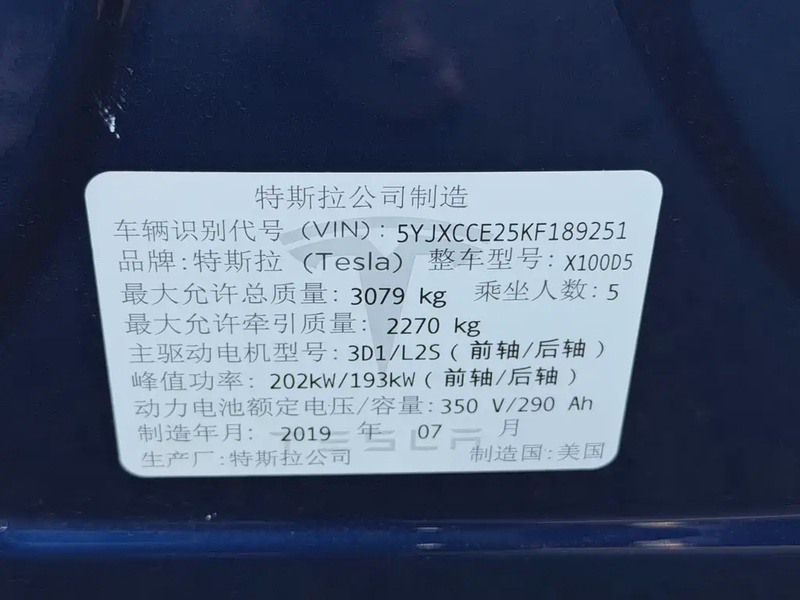 特斯拉公司制造
车辆识别代号 (VIN): 5YJXCCE25KF189251
品牌:特斯拉 (Tesla) 整车型号: X100D5
最大允许总质量: 3079 kg 乘坐人数: 5
最大允许牵引质量: 2270 kg
主驱动电机型号: 3D1/L2S (前轴/后轴)
峰值功率: 202kW/193kW (前轴/后轴)
动力电池额定电压/容量: 350 V/290 Ah
制造年月: 2019 年 07 月
TESLA
生产厂:特斯拉公司 制造国:美国